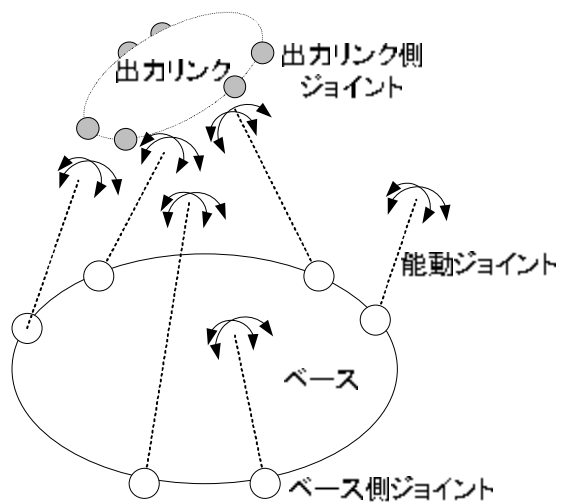 出力リンク
出力リンク側
ジョイント
能動ジョイント
ベース
ベース側ジョイント